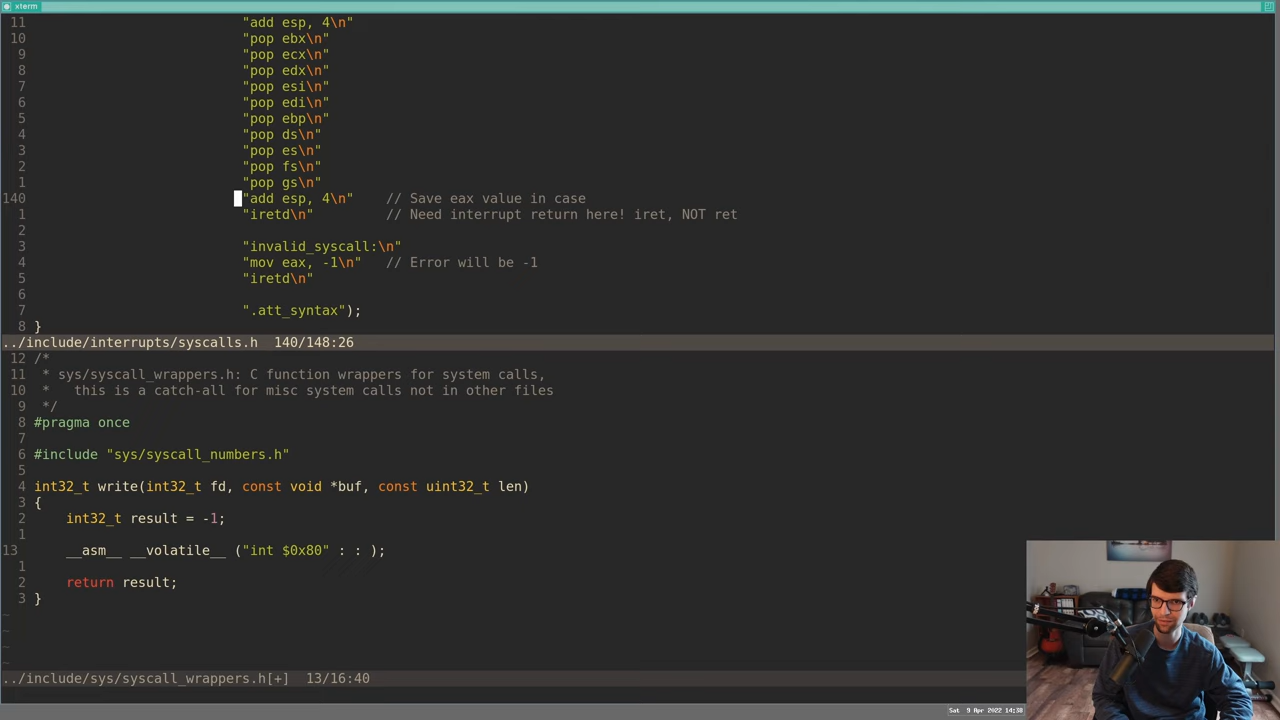 xterm
11 "add esp, 4\n"
10 "pop ebx\n"
9 "pop ecx\n"
8 "pop edx\n"
7 "pop esi\n"
6 "pop edi\n"
5 "pop ebp\n"
4 "pop ds\n"
3 "pop es\n"
2 "pop fs\n"
1 "pop gs\n"
140 "add esp, 4\n" // Save eax value in case
1 "iretd\n" // Need interrupt return here! iret, NOT ret
2
3 "invalid_syscall:\n"
4 "mov eax, -1\n" // Error will be -1
5 "iretd\n"
6
7 ".att_syntax");
8 }
../include/interrupts/syscalls.h 140/148:26
12 /*
11 * sys/syscall_wrappers.h: C function wrappers for system calls,
10 * this is a catch-all for misc system calls not in other files
9 */
8 #pragma once
7
6 #include "sys/syscall_numbers.h"
5
4 int32_t write(int32_t fd, const void *buf, const uint32_t len)
3 {
2 int32_t result = -1;
1
13 __asm__ __volatile__ ("int $0x80" : : );
1
2 return result;
3 }
~
~
~
~
../include/sys/syscall_wrappers.h[+] 13/16:40
Sat 9 Apr 2022 14:38